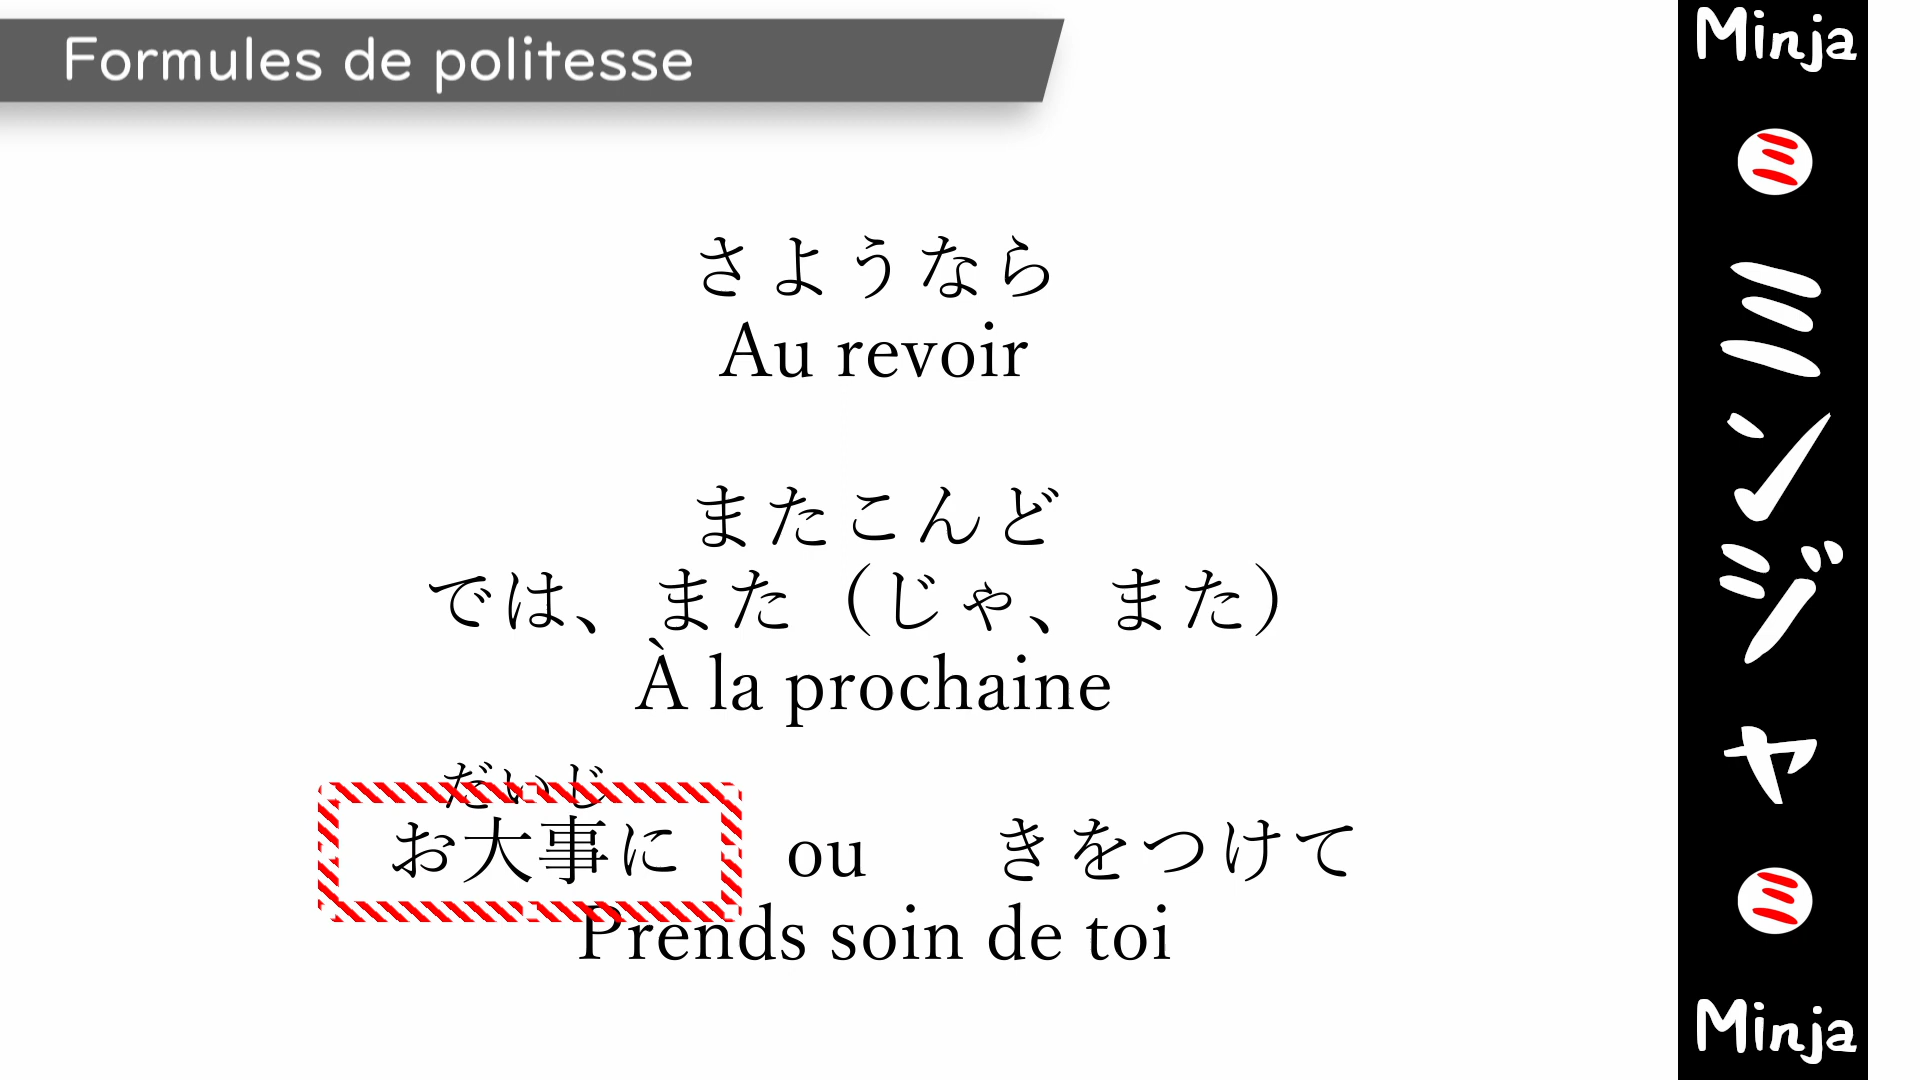 Formules de politesse
さようなら
Au revoir
またこんど
では、また（じゃ、また）
À la prochaine
だいじ
お大事に ou きをつけて
Prends soin de toi
Minja
ミ
ミンジャ
ミ
Minja